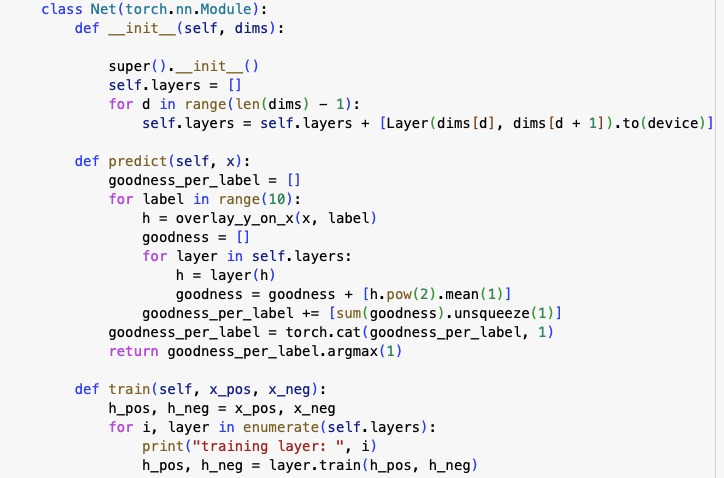 class Net(torch.nn.Module):
    def __init__(self, dims):
        super().__init__()
        self.layers = []
        for d in range(len(dims) - 1):
            self.layers = self.layers + [Layer(dims[d], dims[d + 1]).to(device)]
    def predict(self, x):
        goodness_per_label = []
        for label in range(10):
            h = overlay_y_on_x(x, label)
            goodness = []
            for layer in self.layers:
                h = layer(h)
                goodness = goodness + [h.pow(2).mean(1)]
            goodness_per_label += [sum(goodness).unsqueeze(1)]
        goodness_per_label = torch.cat(goodness_per_label, 1)
        return goodness_per_label.argmax(1)
    def train(self, x_pos, x_neg):
        h_pos, h_neg = x_pos, x_neg
        for i, layer in enumerate(self.layers):
            print("training layer: ", i)
            h_pos, h_neg = layer.train(h_pos, h_neg)